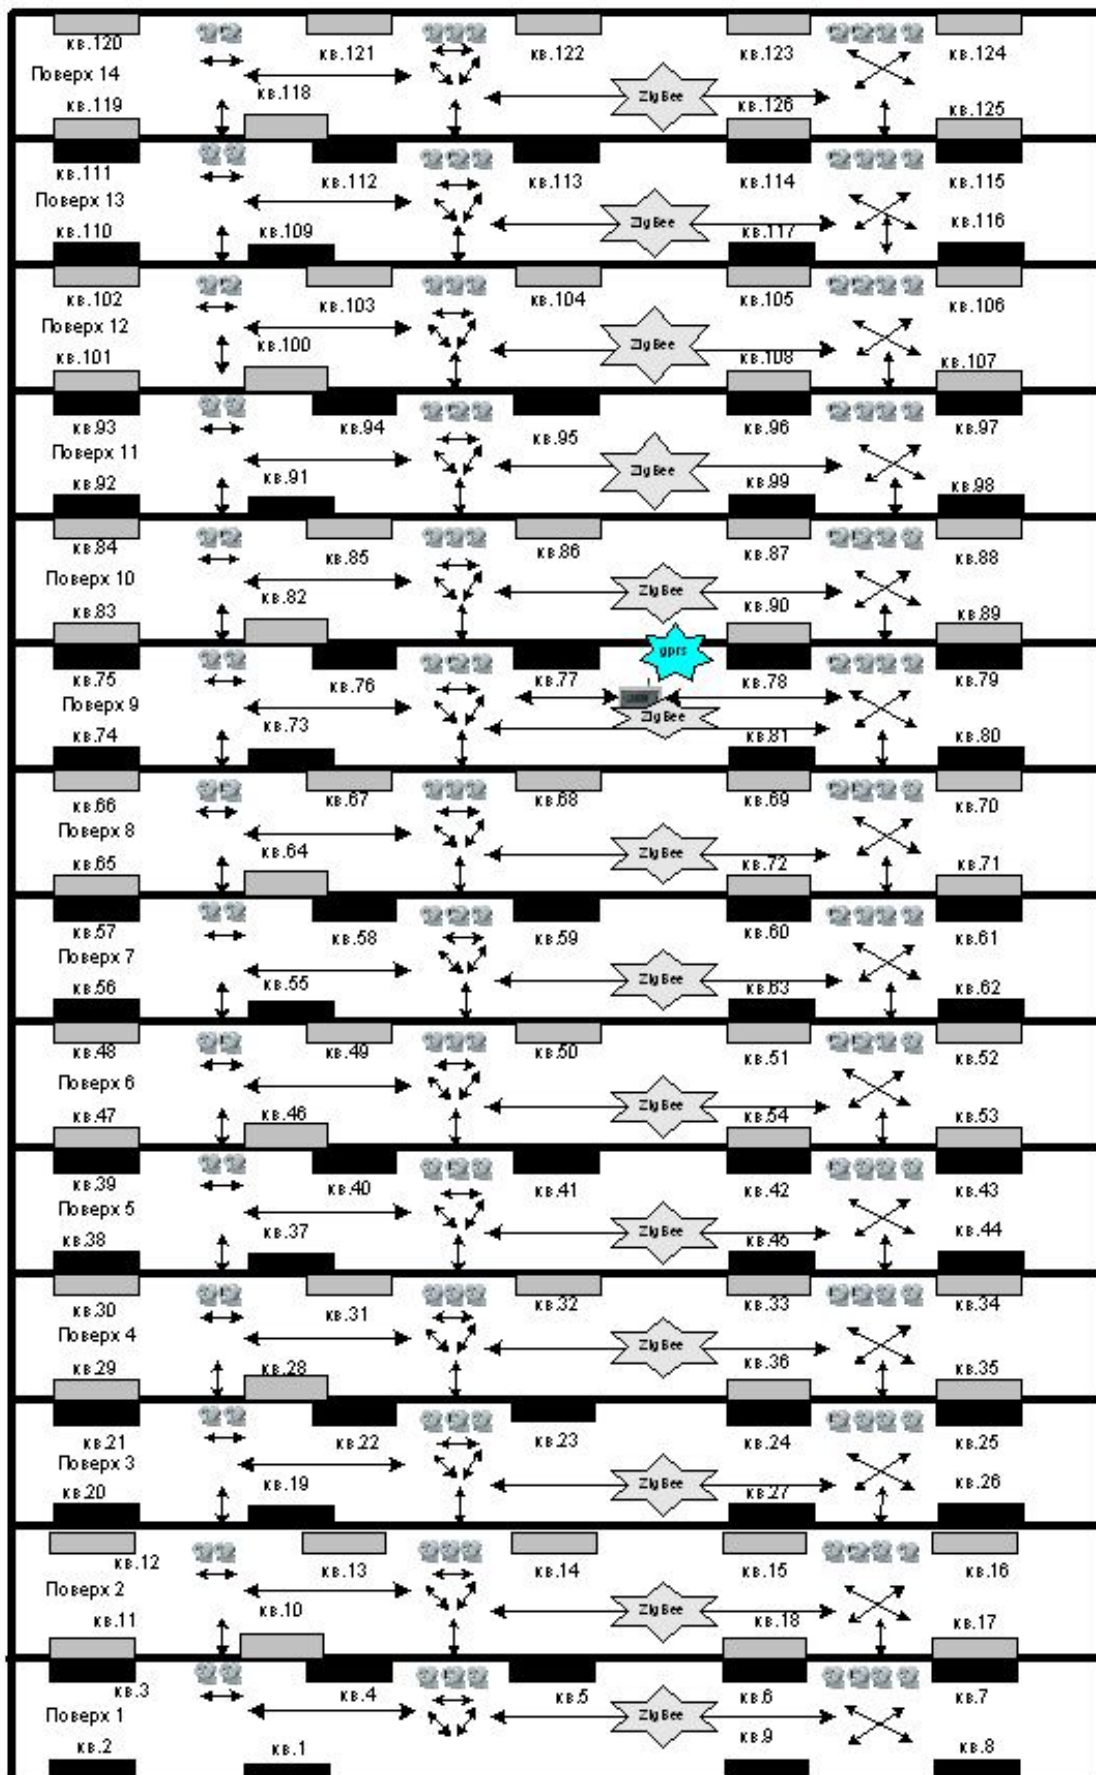 кв.120 кв.121 кв.122 кв.123 кв.124
Поверх 14 ZigBee
кв.119 кв.118 кв.126 кв.125
кв.111 кв.112 кв.113 кв.114 кв.115
Поверх 13 ZigBee
кв.110 кв.109 кв.117 кв.116
кв.102 кв.103 кв.104 кв.105 кв.106
Поверх 12 ZigBee
кв.101 кв.100 кв.108 кв.107
кв.93 кв.94 кв.95 кв.96 кв.97
Поверх 11 ZigBee
кв.92 кв.91 кв.99 кв.98
кв.84 кв.85 кв.86 кв.87 кв.88
Поверх 10 ZigBee
кв.83 кв.82 кв.90 кв.89
gprs
кв.75 кв.76 кв.77 кв.78 кв.79
Поверх 9 ZigBee
кв.74 кв.73 кв.81 кв.80
кв.66 кв.67 кв.68 кв.69 кв.70
Поверх 8 ZigBee
кв.65 кв.64 кв.72 кв.71
кв.57 кв.58 кв.59 кв.60 кв.61
Поверх 7 ZigBee
кв.56 кв.55 кв.63 кв.62
кв.48 кв.49 кв.50 кв.51 кв.52
Поверх 6 ZigBee
кв.47 кв.46 кв.54 кв.53
кв.39 кв.40 кв.41 кв.42 кв.43
Поверх 5 ZigBee
кв.38 кв.37 кв.45 кв.44
кв.30 кв.31 кв.32 кв.33 кв.34
Поверх 4 ZigBee
кв.29 кв.28 кв.36 кв.35
кв.21 кв.22 кв.23 кв.24 кв.25
Поверх 3 ZigBee
кв.20 кв.19 кв.27 кв.26
кв.12 кв.13 кв.14 кв.15 кв.16
Поверх 2 ZigBee
кв.11 кв.10 кв.18 кв.17
кв.3 кв.4 кв.5 кв.6 кв.7
Поверх 1 ZigBee
кв.2 кв.1 кв.9 кв.8